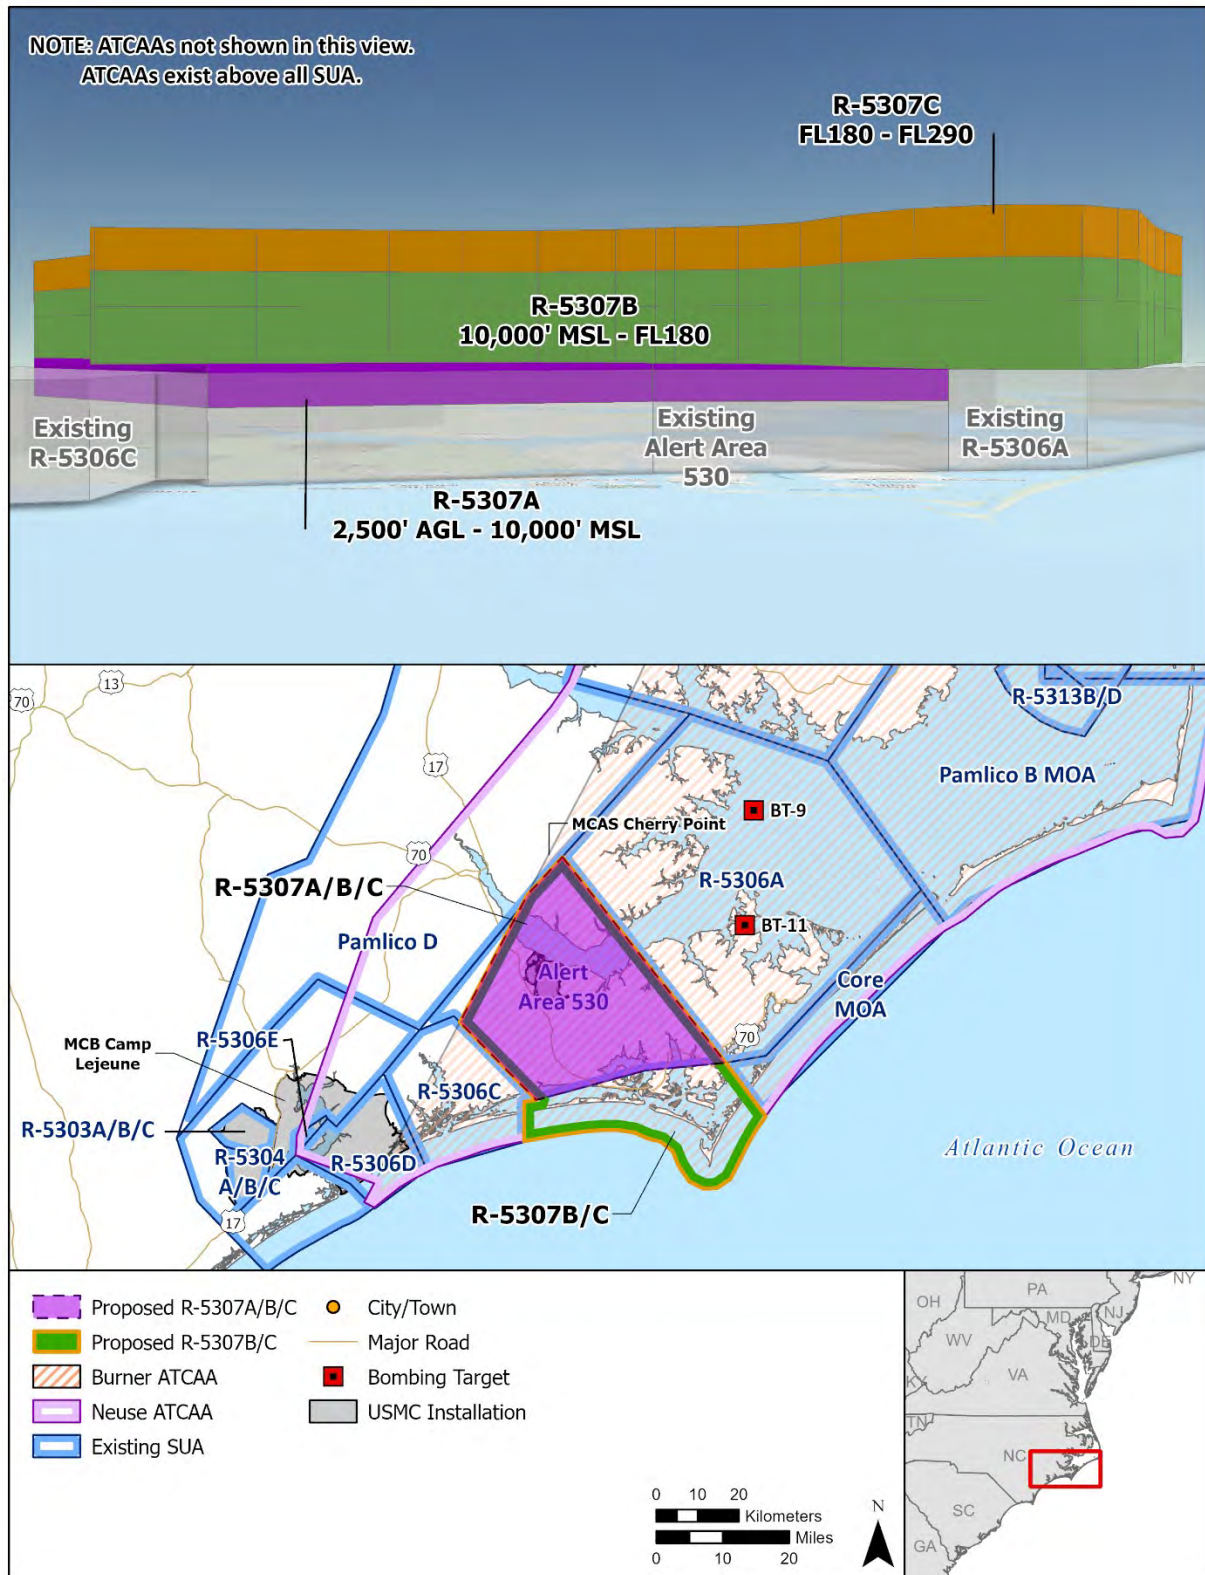 NOTE: ATCAAs not shown in this view.
ATCAAs exist above all SUA.
R-5307C
FL180 - FL290
R-5307B
10,000' MSL - FL180
Existing
R-5306C
Existing
Alert Area
530
Existing
R-5306A
R-5307A
2,500' AGL - 10,000' MSL
13
70
17
70
R-5313B/D
Pamlico B MOA
BT-9
MCAS Cherry Point
R-5307A/B/C
R-5306A
BT-11
Pamlico D
Alert
Area 530
Core
MOA
70
MCB Camp
Lejeune
R-5306E
R-5306C
R-5303A/B/C
R-5304
A/B/C
R-5306D
17
Atlantic Ocean
R-5307B/C
Proposed R-5307A/B/C
Proposed R-5307B/C
Burner ATCAA
Neuse ATCAA
Existing SUA
City/Town
Major Road
Bombing Target
USMC Installation
0 10 20
Kilometers
Miles
0 10 20
N
NY
PA
OH
NJ
MD
DE
WV
VA
KY
TN
NC
SC
GA